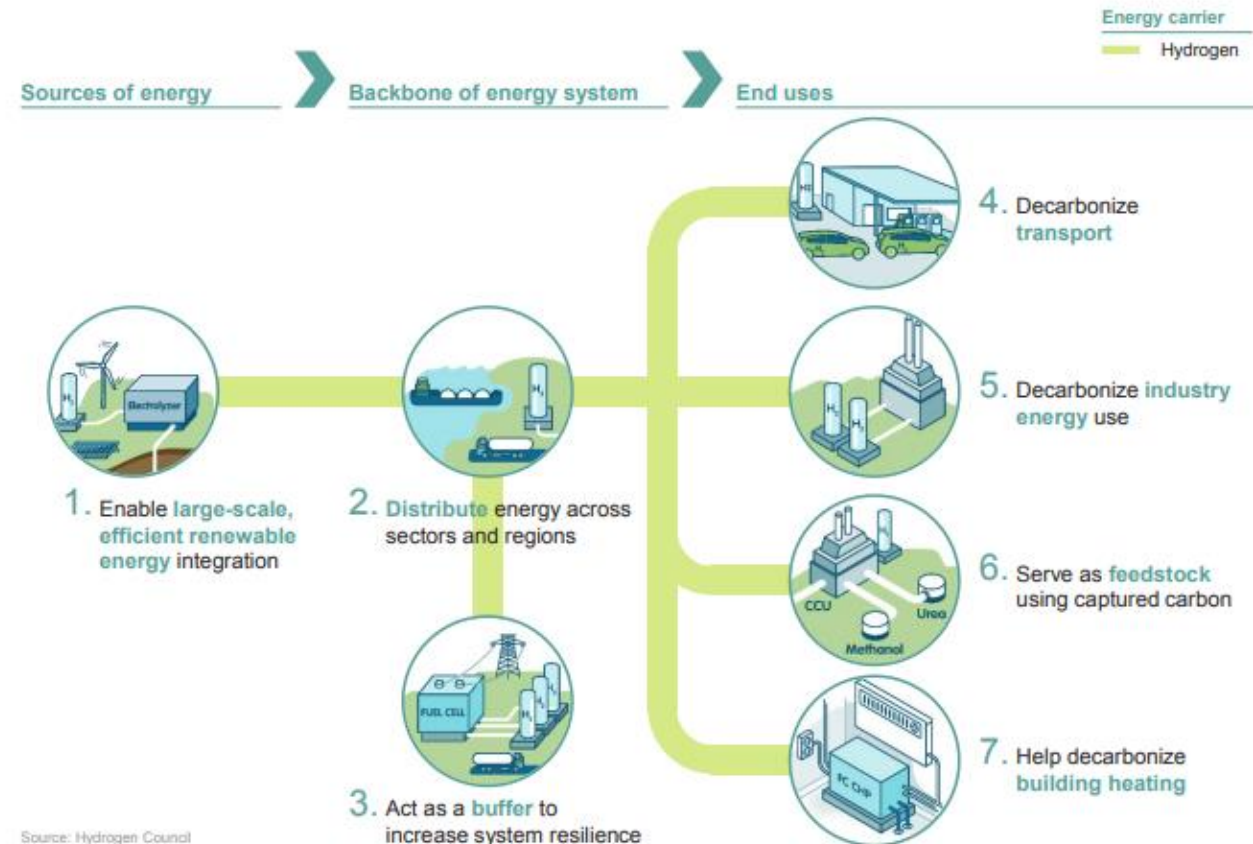 Energy carrier
Hydrogen
Sources of energy
Backbone of energy system
End uses
H2
4. Decarbonize
transport
H2
Electrolyzer
1. Enable large-scale,
efficient renewable
energy integration
H2
2. Distribute energy across
sectors and regions
H2
H2
5. Decarbonize industry
energy use
CCU
Urea
Methanol
6. Serve as feedstock
using captured carbon
FUEL CELL
H2
3. Act as a buffer to
increase system resilience
FC CHP
7. Help decarbonize
building heating
Source: Hydrogen Council